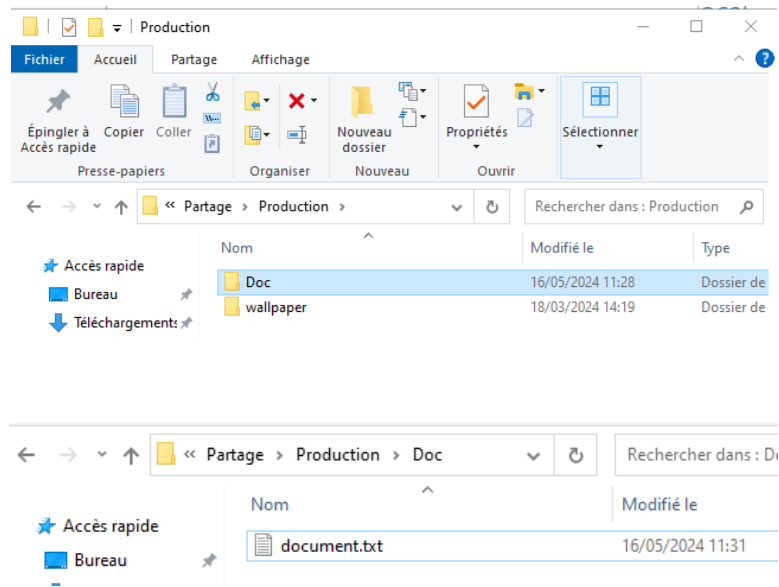 Production
Fichier Accueil Partage Affichage
Épingler à Accès rapide Copier Coller Nouveau dossier Propriétés Sélectionner
Presse-papiers Organiser Nouveau Ouvrir
« Partage > Production > Rechercher dans : Production
Nom Modifié le Type
Accès rapide
Doc 16/05/2024 11:28 Dossier de
Bureau
wallpaper 18/03/2024 14:19 Dossier de
Téléchargements
« Partage > Production > Doc Rechercher dans : D
Nom Modifié le
Accès rapide
document.txt 16/05/2024 11:31
Bureau